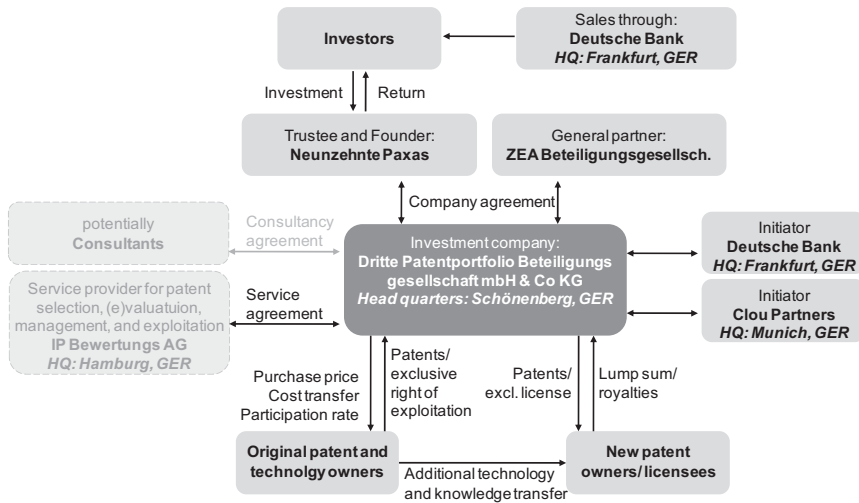 Sales through:
Deutsche Bank
HQ: Frankfurt, GER
Investors
Investment
Return
Trustee and Founder:
Neunzehnte Paxas
General partner:
ZEA Beteiligungsgesellsch.
Company agreement
potentially
Consultants
Consultancy
agreement
Investment company:
Dritte Patentportfolio Beteiligungs
gesellschaft mbH & Co KG
Head quarters: Schönenberg, GER
Initiator
Deutsche Bank
HQ: Frankfurt, GER
Service provider for patent
selection, (e)valuatuion,
management, and exploitation
IP Bewertungs AG
HQ: Hamburg, GER
Service
agreement
Initiator
Clou Partners
HQ: Munich, GER
Purchase price
Cost transfer
Participation rate
Patents/
exclusive
right of
exploitation
Patents/
excl. license
Lump sum/
royalties
Original patent and
technolgy owners
Additional technology
and knowledge transfer
New patent
owners/licensees